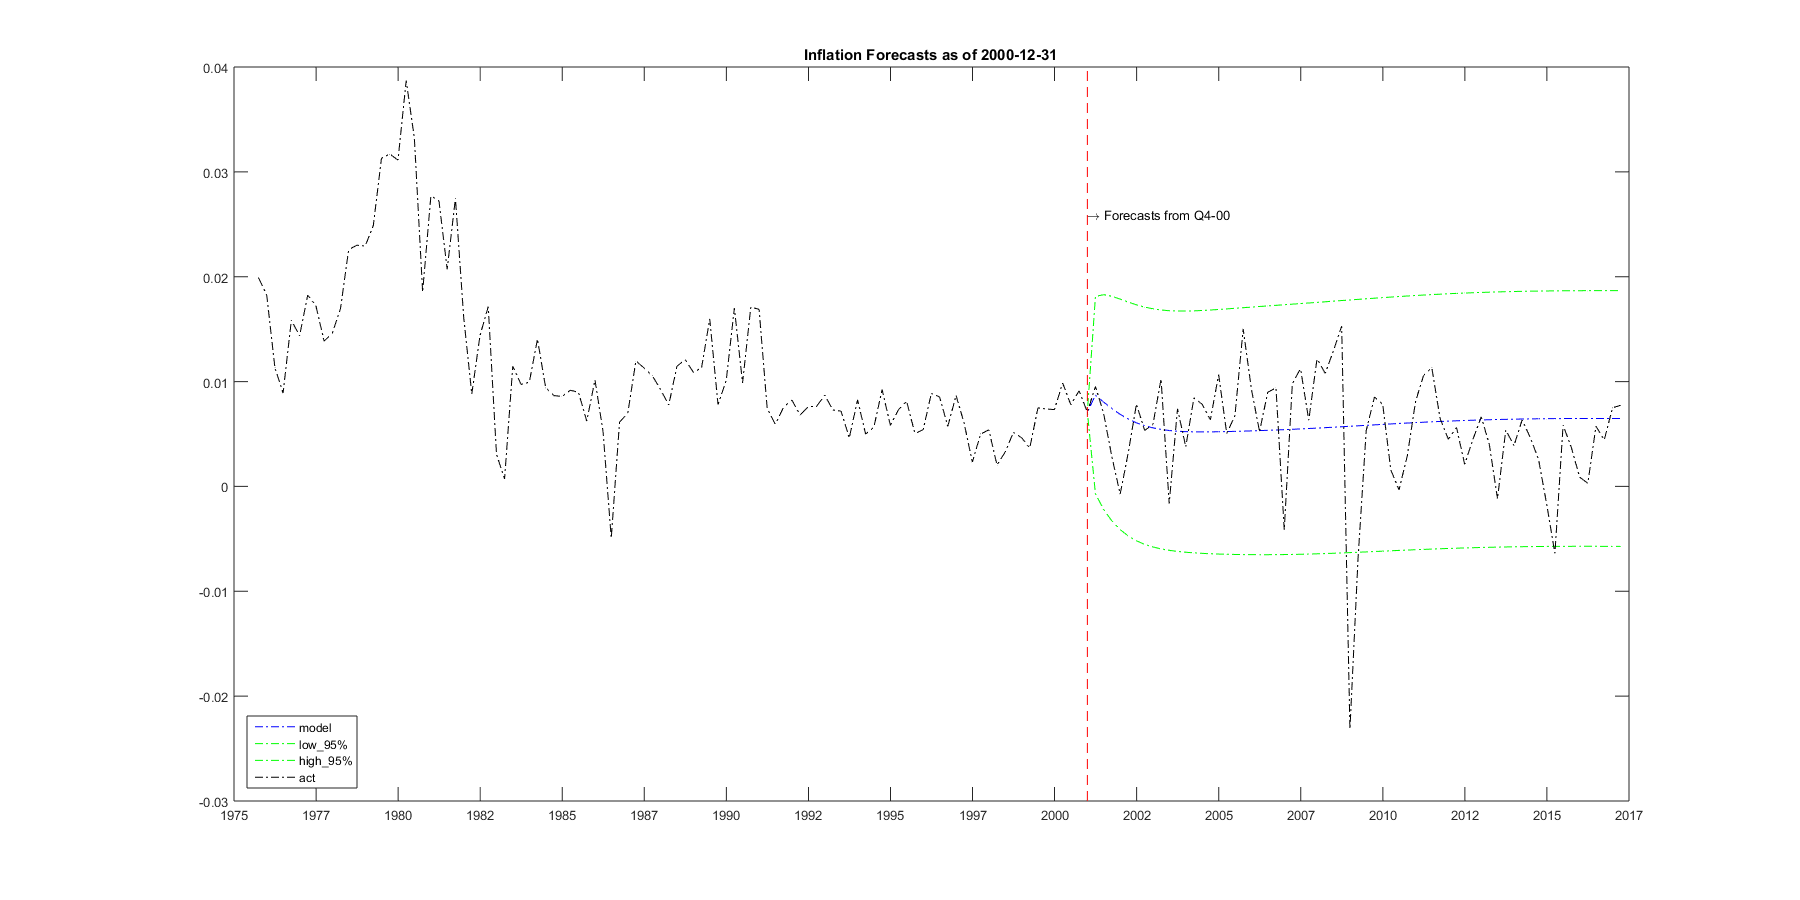 Inflation Forecasts as of 2000-12-31
0.04
0.03
→ Forecasts from Q4-00
0.02
0.01
0
-0.01
-0.02
model
low_95%
high_95%
act
-0.03
1975 1977 1980 1982 1985 1987 1990 1992 1995 1997 2000 2002 2005 2007 2010 2012 2015 2017